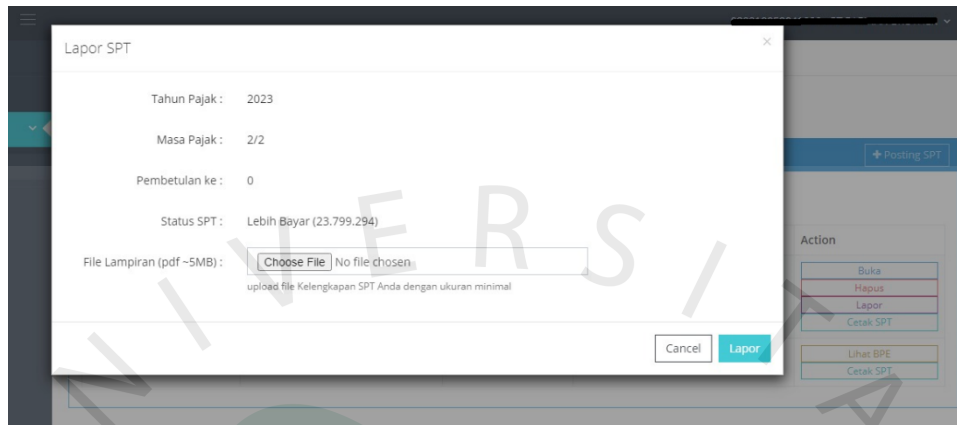 Lapor SPT
×
Tahun Pajak : 2023
Masa Pajak : 2/2
Pembetulan ke : 0
Status SPT : Lebih Bayar (23.799.294)
File Lampiran (pdf ~5MB) : Choose File No file chosen
upload file Kelengkapan SPT Anda dengan ukuran minimal
Cancel Lapor
+ Posting SPT
Action
Buka
Hapus
Lapor
Cetak SPT
Lihat BPE
Cetak SPT
NIVERSITA